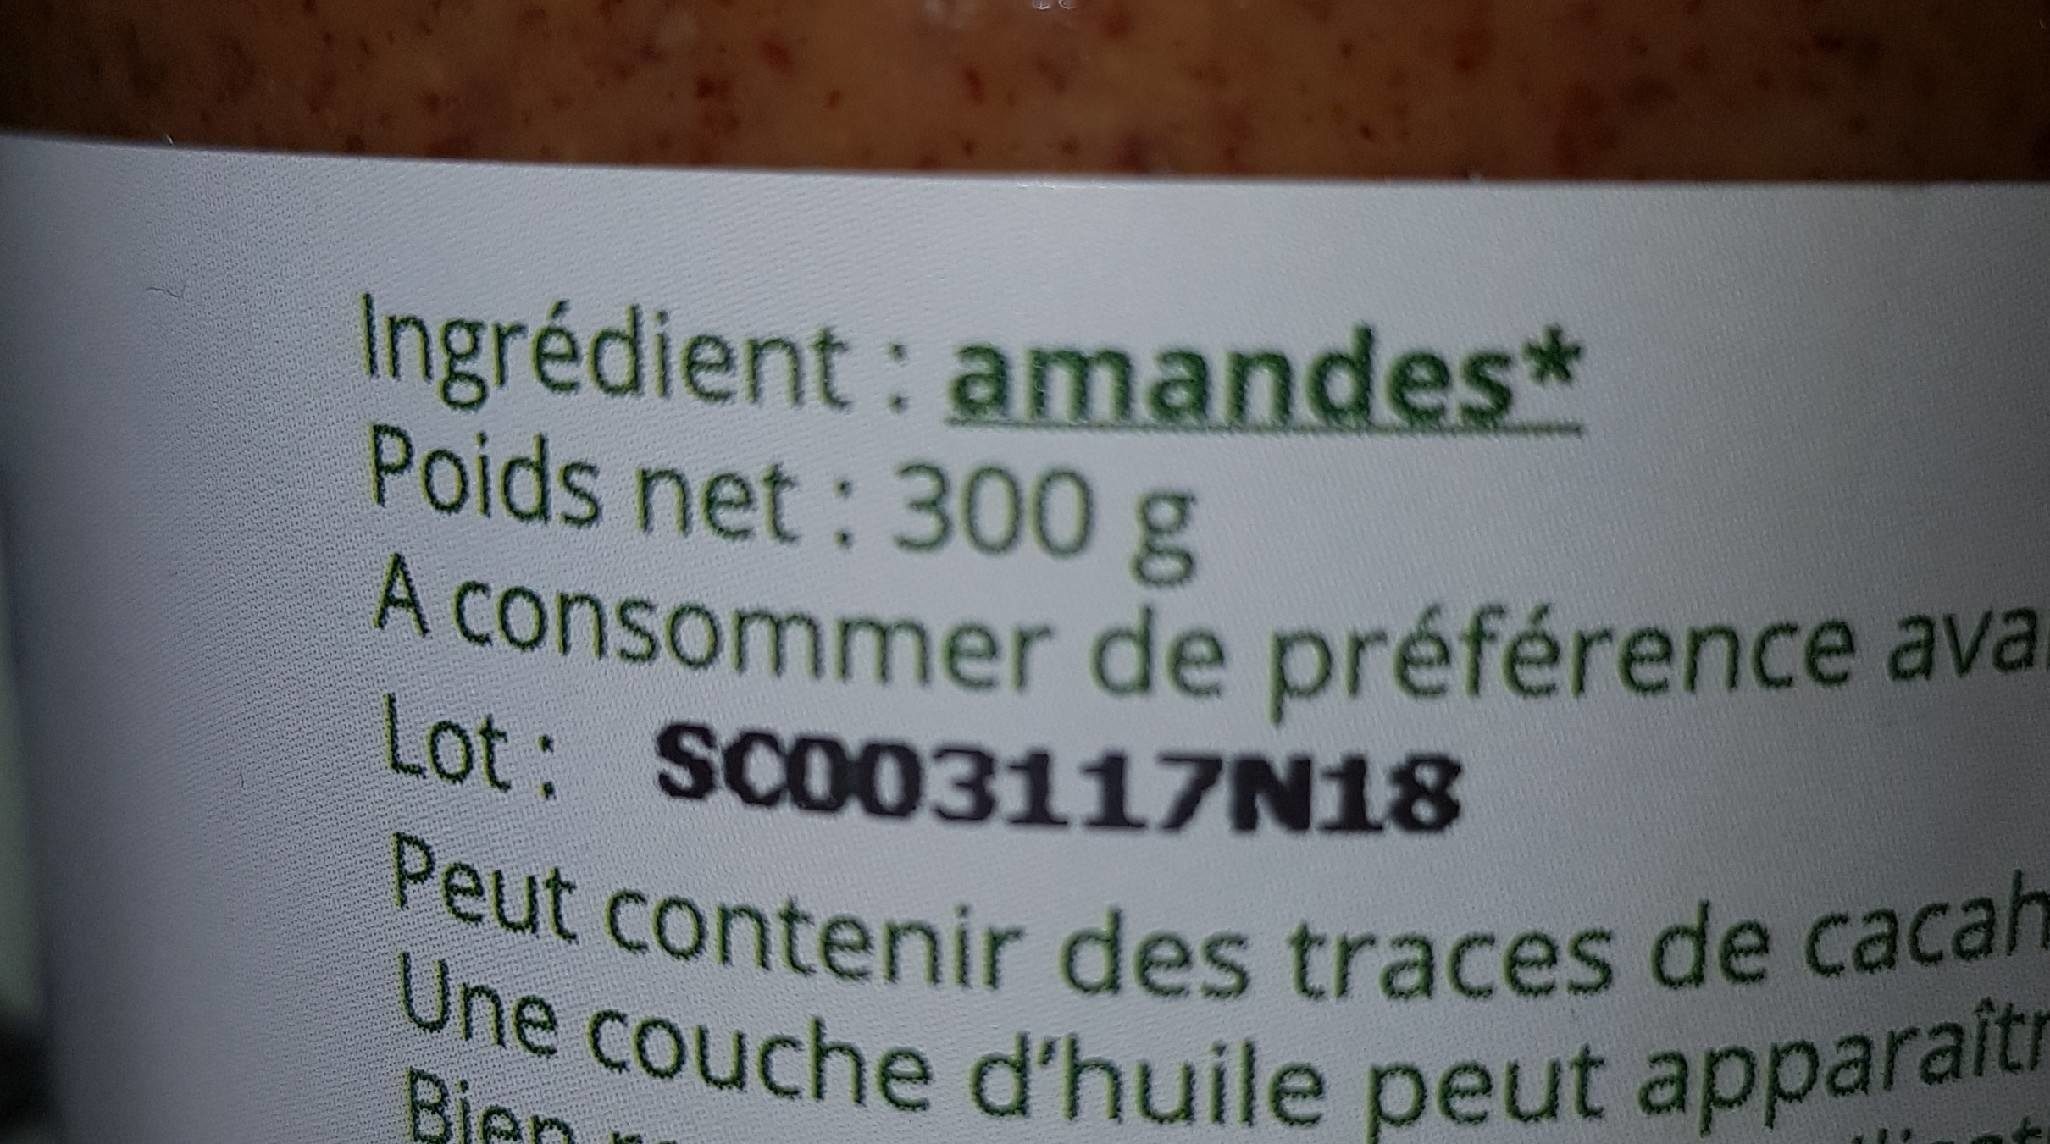 Ingrédient : amandes*
Poids net : 300 g
A consommer de préférence ava
Lot : SC003117N18
Peut contenir des traces de cacah
Une couche d'huile peut apparaîtr
Bien